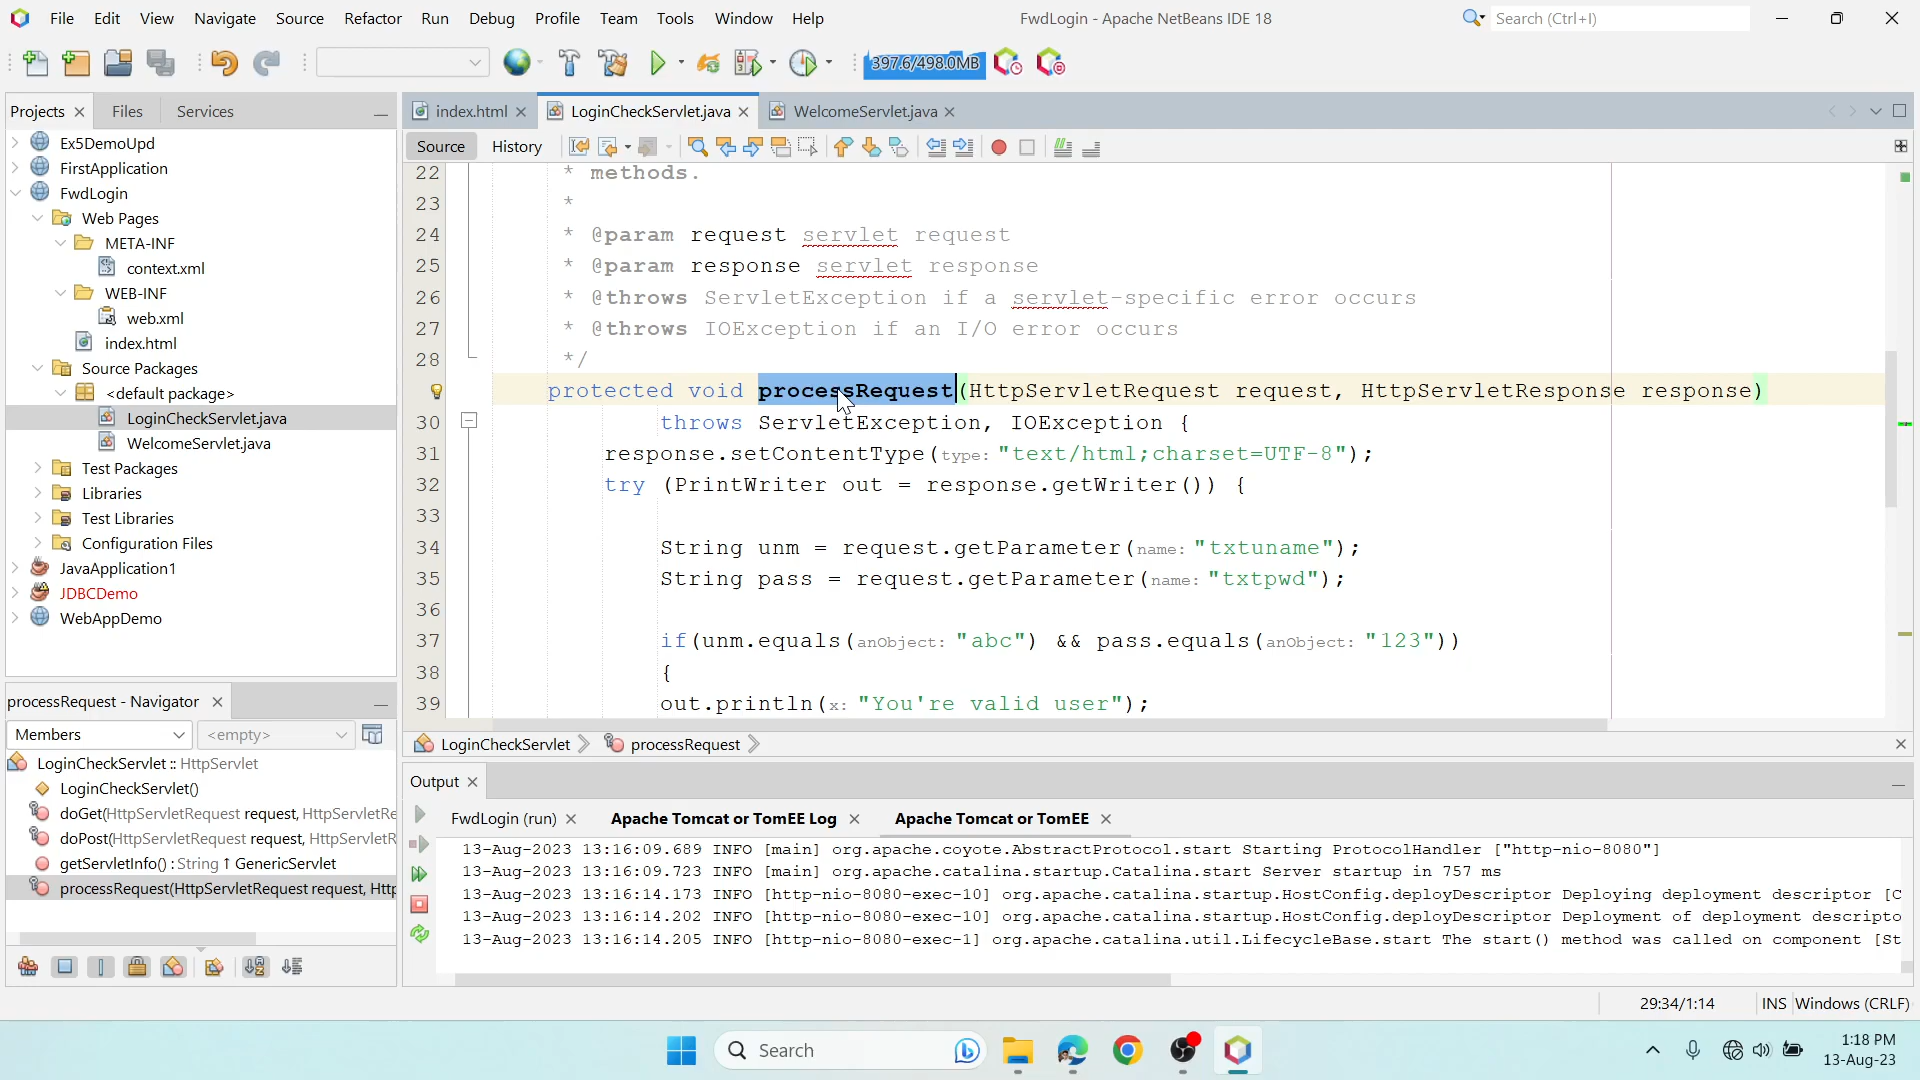 File Edit View Navigate Source Refactor Run Debug Profile Team Tools Window Help
FwdLogin - Apache NetBeans IDE 18
Search (Ctrl+I)
397.6/498.0MB
Projects
Files
Services
Ex5DemoUpd
FirstApplication
FwdLogin
Web Pages
META-INF
context.xml
WEB-INF
web.xml
index.html
Source Packages
<default package>
LoginCheckServlet.java
WelcomeServlet.java
Test Packages
Libraries
Test Libraries
Configuration Files
JavaApplication1
JDBCDemo
WebAppDemo
index.html
LoginCheckServlet.java
WelcomeServlet.java
Source
History
22 * methods.
23 *
24 * @param request servlet request
25 * @param response servlet response
26 * @throws ServletException if a servlet-specific error occurs
27 * @throws IOException if an I/O error occurs
28 */
protected void processRequest(HttpServletRequest request, HttpServletResponse response)
30 throws ServletException, IOException {
31 response.setContentType(type: "text/html;charset=UTF-8");
32 try (PrintWriter out = response.getWriter()) {
33
34 String unm = request.getParameter(name: "txtuname");
35 String pass = request.getParameter(name: "txtpwd");
36
37 if(unm.equals(anObject: "abc") && pass.equals(anObject: "123"))
38 {
39 out.println(x: "You're valid user");
LoginCheckServlet
processRequest
processRequest - Navigator
Members
<empty>
LoginCheckServlet :: HttpServlet
LoginCheckServlet()
doGet(HttpServletRequest request, HttpServletRe
doPost(HttpServletRequest request, HttpServletR
getServletInfo() : String ↑ GenericServlet
processRequest(HttpServletRequest request, Http
Output
FwdLogin (run)
Apache Tomcat or TomEE Log
Apache Tomcat or TomEE
13-Aug-2023 13:16:09.689 INFO [main] org.apache.coyote.AbstractProtocol.start Starting ProtocolHandler ["http-nio-8080"]
13-Aug-2023 13:16:09.723 INFO [main] org.apache.catalina.startup.Catalina.start Server startup in 757 ms
13-Aug-2023 13:16:14.173 INFO [http-nio-8080-exec-10] org.apache.catalina.startup.HostConfig.deployDescriptor Deploying deployment descriptor [C
13-Aug-2023 13:16:14.202 INFO [http-nio-8080-exec-10] org.apache.catalina.startup.HostConfig.deployDescriptor Deployment of deployment descripto
13-Aug-2023 13:16:14.205 INFO [http-nio-8080-exec-1] org.apache.catalina.util.LifecycleBase.start The start() method was called on component [St
29:34/1:14
INS
Windows (CRLF)
Search
1:18 PM
13-Aug-23